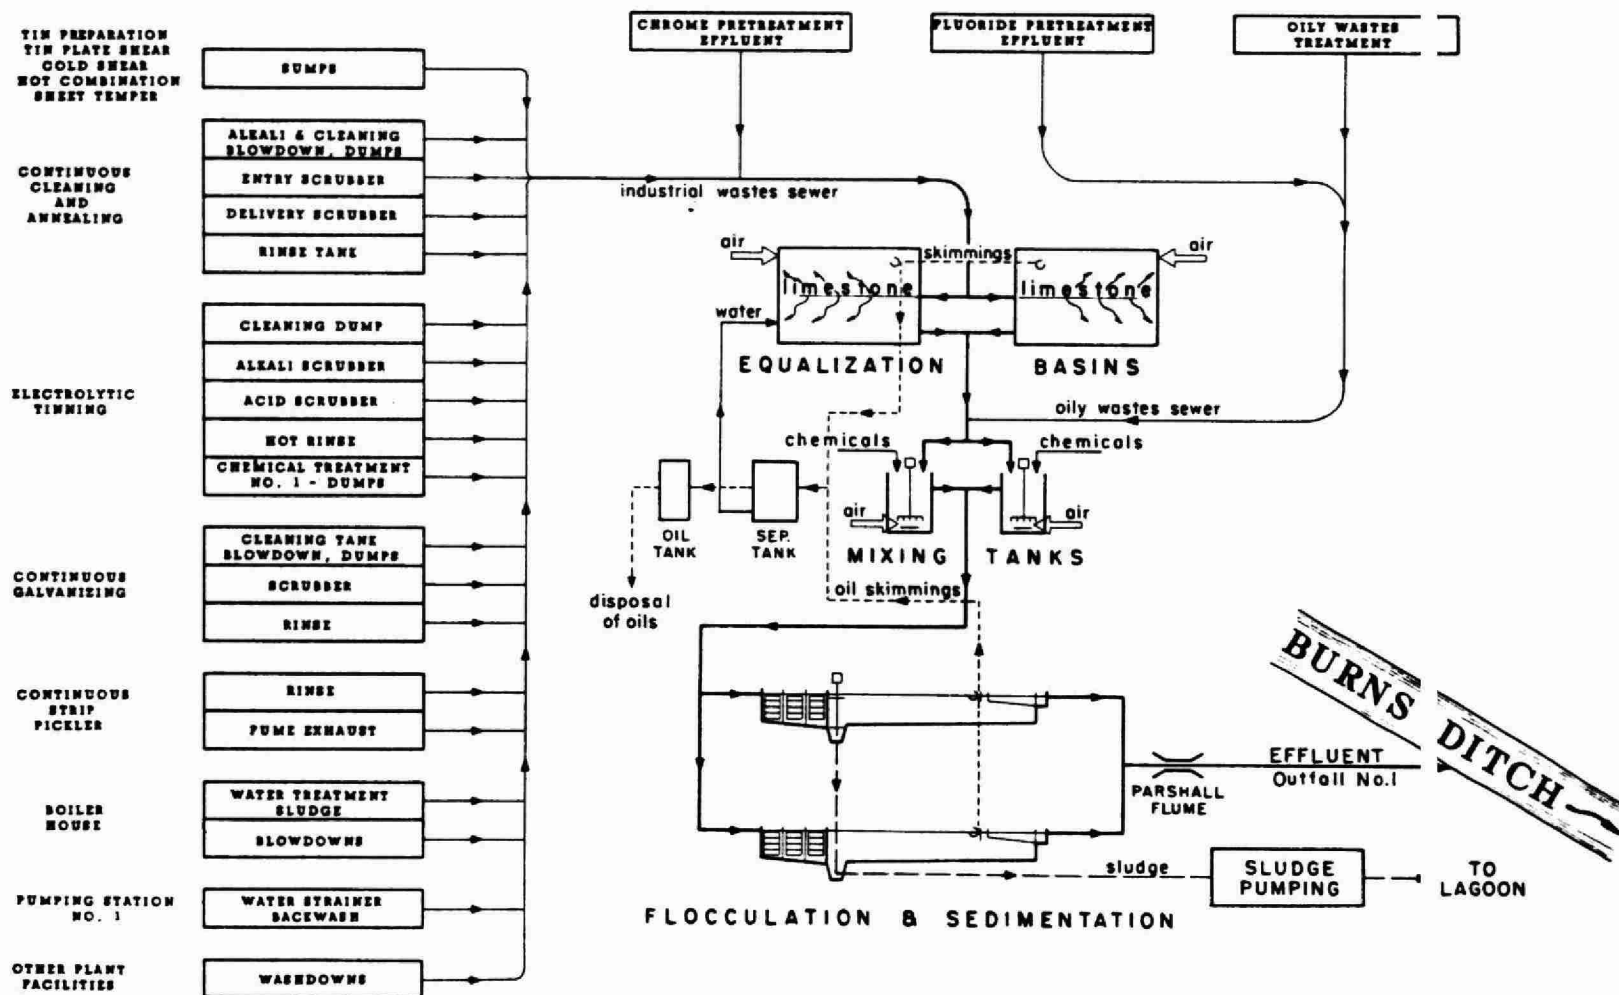 TIN PREPARATION
TIN PLATE SHEAR
COLD SHEAR
HOT COMBINATION
SHEET TEMPER
SUMPS
CONTINUOUS
CLEANING
AND
ANNEALING
ALKALI & CLEANING
BLOWDOWN, DUMPS
ENTRY SCRUBBER
DELIVERY SCRUBBER
RINSE TANK
ELECTROLYTIC
TINNING
CLEANING DUMP
ALKALI SCRUBBER
ACID SCRUBBER
HOT RINSE
CHEMICAL TREATMENT
NO. 1 - DUMPS
CONTINUOUS
GALVANIZING
CLEANING TANK
BLOWDOWN, DUMPS
SCRUBBER
RINSE
CONTINUOUS
STRIP
PICKLER
RINSE
FUME EXHAUST
BOILER
HOUSE
WATER TREATMENT
SLUDGE
BLOWDOWNS
PUMPING STATION
NO. 1
WATER STRAINER
BACKWASH
OTHER PLANT
FACILITIES
WASHDOWNS
CHROME PRETREATMENT
EFFLUENT
FLUORIDE PRETREATMENT
EFFLUENT
OILY WASTES
TREATMENT
industrial wastes sewer
air
skimmings
air
limestone
limestone
water
EQUALIZATION BASINS
oily wastes sewer
chemicals
chemicals
air
air
OIL
TANK
SEP.
TANK
MIXING TANKS
oil skimmings
disposal
of oils
BURNS DITCH
EFFLUENT
Outfall No.1
PARSHALL
FLUME
sludge
SLUDGE
PUMPING
TO
LAGOON
FLOCCULATION & SEDIMENTATION